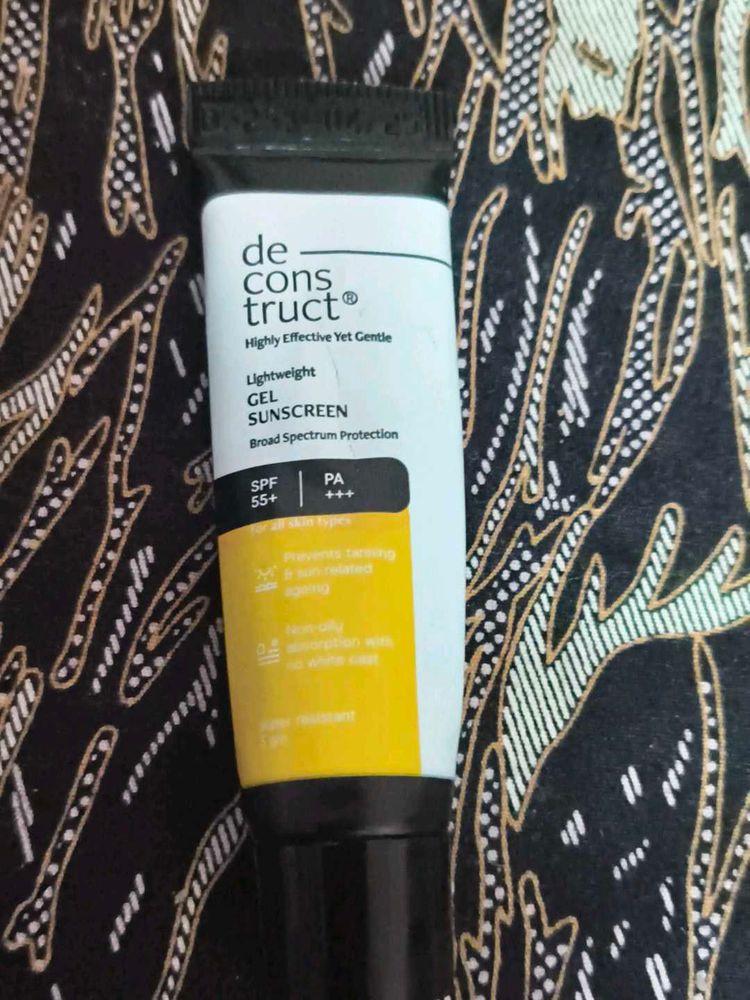 de
cons
truct®
Highly Effective Yet Gentle
Lightweight
GEL
SUNSCREEN
Broad Spectrum Protection
SPF
55+
PA
+++
For all skin types
Prevents tanning
& sun-related
ageing
Non-oily
absorption with
no white cast
Water resistant